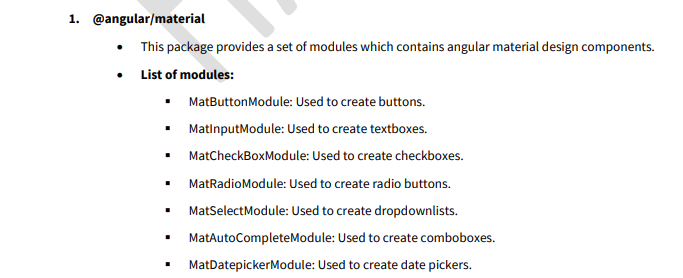 1. @angular/material
• This package provides a set of modules which contains angular material design components.
• List of modules:
▪ MatButtonModule: Used to create buttons.
▪ MatInputModule: Used to create textboxes.
▪ MatCheckBoxModule: Used to create checkboxes.
▪ MatRadioModule: Used to create radio buttons.
▪ MatSelectModule: Used to create dropdownlists.
▪ MatAutoCompleteModule: Used to create comboboxes.
▪ MatDatepickerModule: Used to create date pickers.